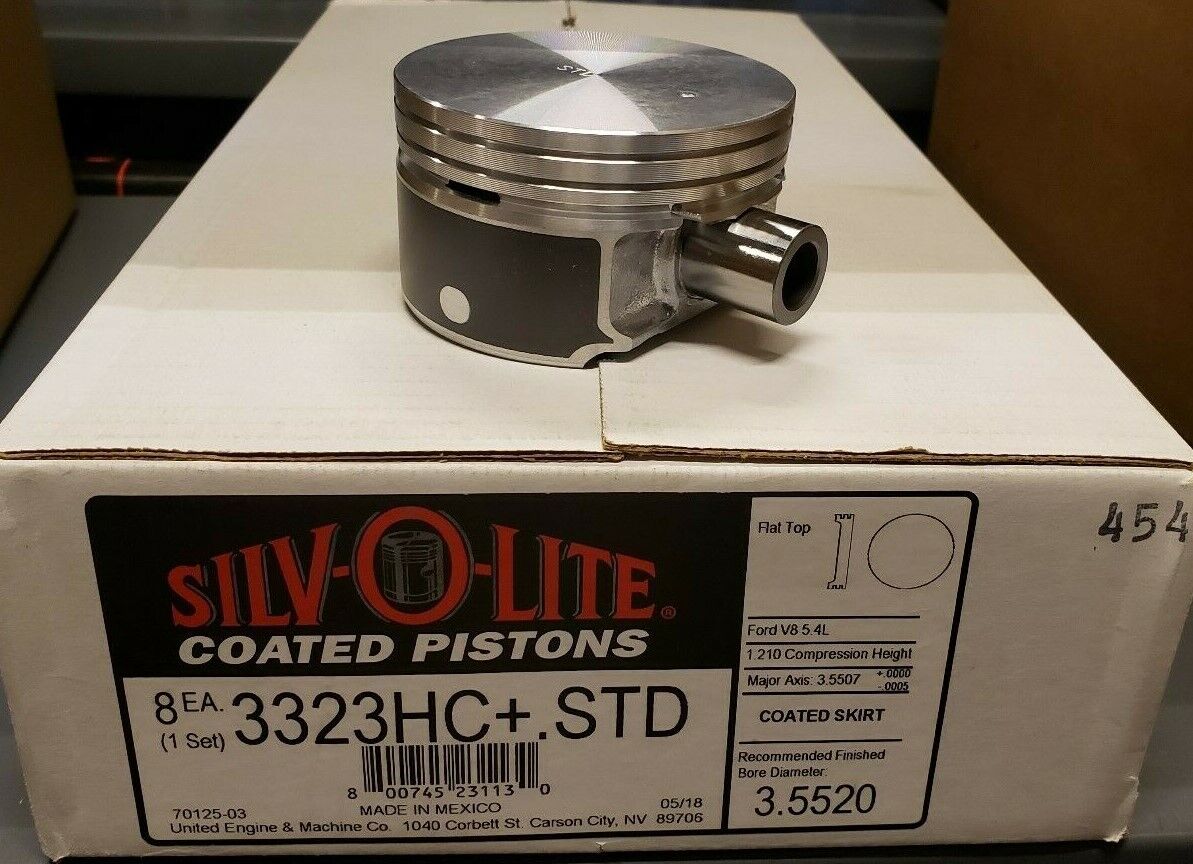 STD
454
SILV-O-LITE®
COATED PISTONS
8 EA.
(1 Set)
3323HC+.STD
8 00745 23113 0
70125-03
MADE IN MEXICO
05/18
United Engine & Machine Co. 1040 Corbett St. Carson City, NV 89706
Flat Top
Ford V8 5.4L
1.210 Compression Height
Major Axis: 3.5507 +.0000
-.0005
COATED SKIRT
Recommended Finished
Bore Diameter:
3.5520